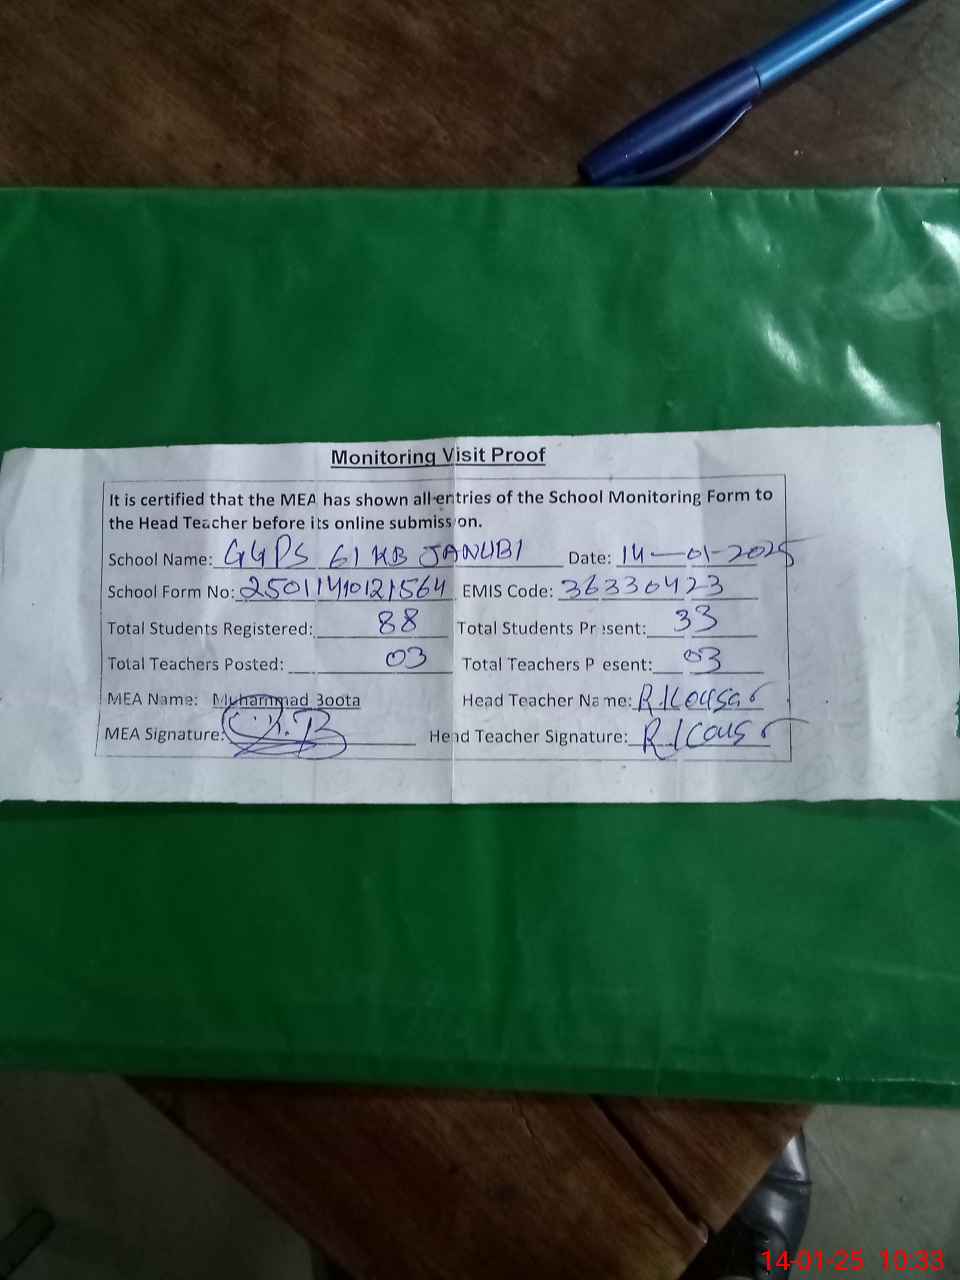 Monitoring Visit Proof
It is certified that the MEA has shown all entries of the School Monitoring Form to
the Head Teacher before its online submission.
School Name: GGPS 61 KB JANUBI Date: 14-01-2025
School Form No: 25011410121564 EMIS Code: 36330423
Total Students Registered: 88 Total Students Present: 33
Total Teachers Posted: 03 Total Teachers Present: 03
MEA Name: Muhammad Boota Head Teacher Name: R.Kousar
MEA Signature: Head Teacher Signature: R Kousr
14-01-25 10:33